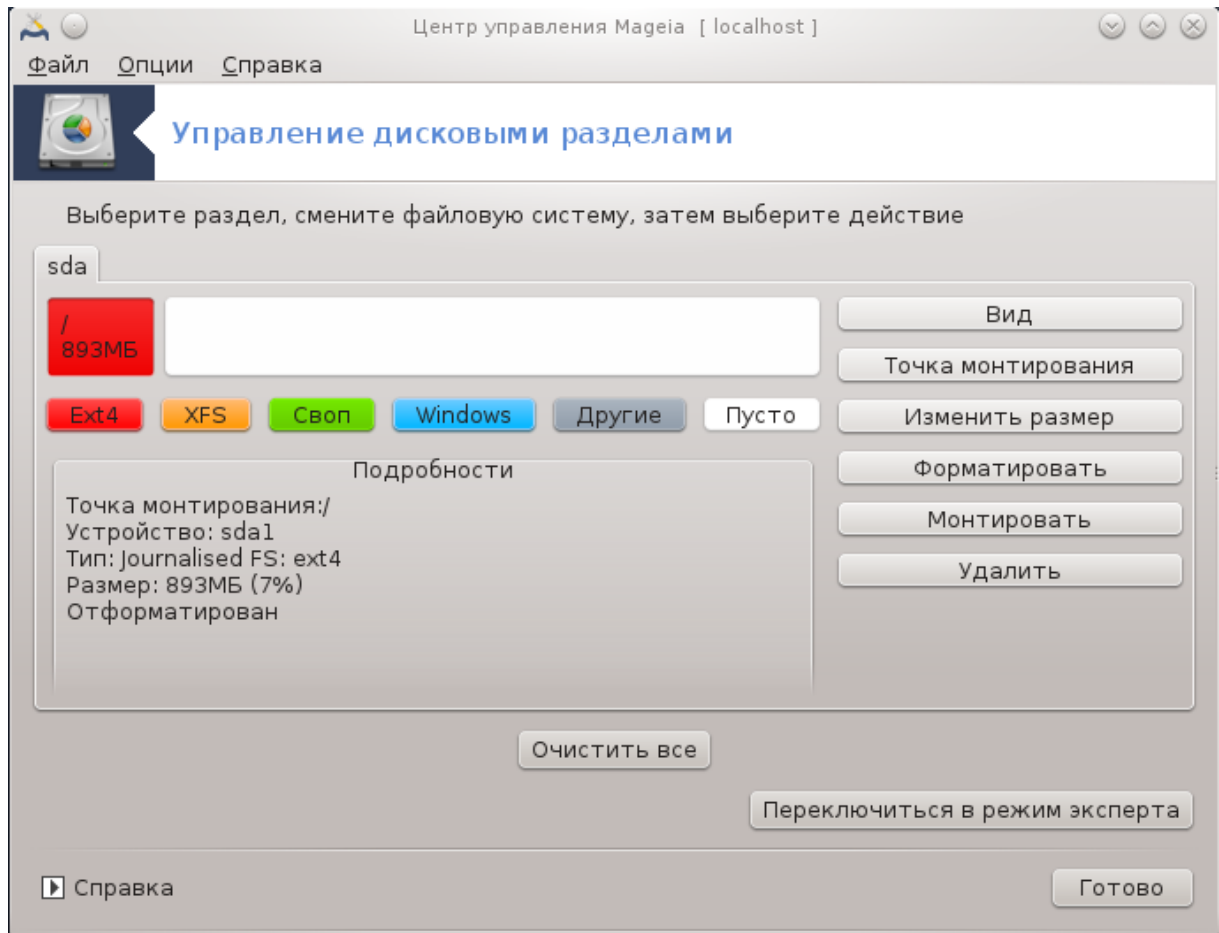 Центр управления Mageia [ localhost ]
Файл Опции Справка
Управление дисковыми разделами
Выберите раздел, смените файловую систему, затем выберите действие
sda
/
893МБ
Ext4 XFS Своп Windows Другие Пусто
Подробности
Точка монтирования:/
Устройство: sda1
Тип: Journalised FS: ext4
Размер: 893МБ (7%)
Отформатирован
Вид
Точка монтирования
Изменить размер
Форматировать
Монтировать
Удалить
Очистить все
Переключиться в режим эксперта
Справка
Готово